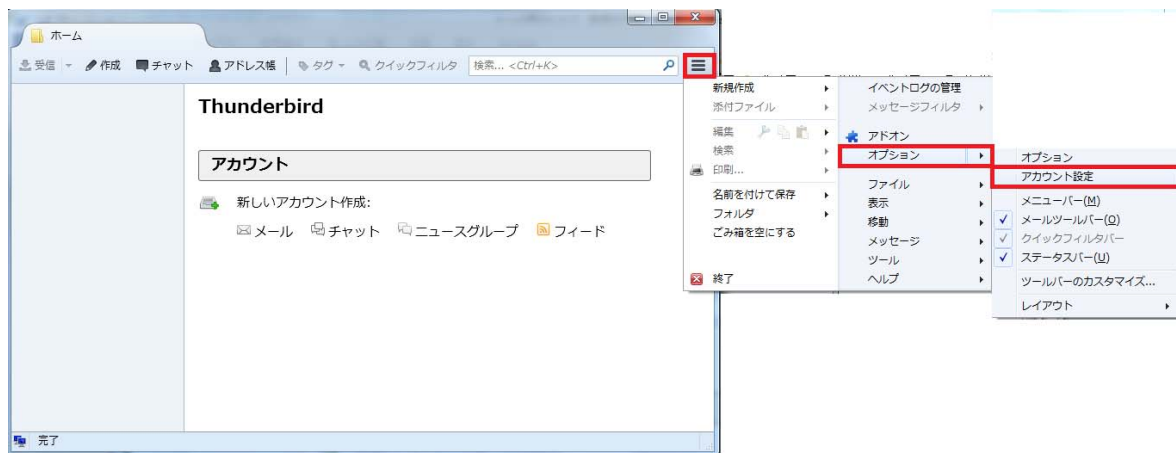 ホーム
受信 作成 チャット アドレス帳 タグ クイックフィルタ 検索... <Ctrl+K>
Thunderbird
アカウント
新しいアカウント作成:
メール チャット ニュースグループ フィード
完了
新規作成
添付ファイル
編集
検索
印刷...
名前を付けて保存
フォルダ
ごみ箱を空にする
終了
イベントログの管理
メッセージフィルタ
アドオン
オプション
ファイル
表示
移動
メッセージ
ツール
ヘルプ
オプション
アカウント設定
メニューバー(M)
メールツールバー(O)
クイックフィルタバー
ステータスバー(U)
ツールバーのカスタマイズ...
レイアウト